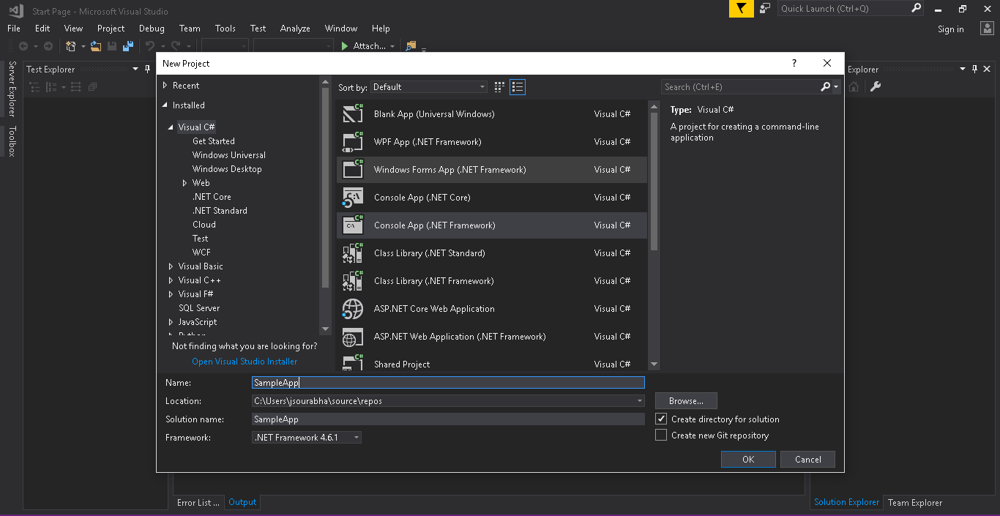 Start Page - Microsoft Visual Studio
Quick Launch (Ctrl+Q)
File Edit View Project Debug Team Tools Test Analyze Window Help
Sign in
Attach...
Server Explorer
Toolbox
Test Explorer
Explorer
New Project
?
Recent
Installed
Visual C#
Get Started
Windows Universal
Windows Desktop
Web
.NET Core
.NET Standard
Cloud
Test
WCF
Visual Basic
Visual C++
Visual F#
SQL Server
JavaScript
Python
Not finding what you are looking for?
Open Visual Studio Installer
Sort by: Default
Search (Ctrl+E)
Blank App (Universal Windows) Visual C#
WPF App (.NET Framework) Visual C#
Windows Forms App (.NET Framework) Visual C#
Console App (.NET Core) Visual C#
Console App (.NET Framework) Visual C#
Class Library (.NET Standard) Visual C#
Class Library (.NET Framework) Visual C#
ASP.NET Core Web Application Visual C#
ASP.NET Web Application (.NET Framework) Visual C#
Shared Project Visual C#
Type: Visual C#
A project for creating a command-line
application
Name: SampleApp
Location: C:\Users\jsourabha\source\repos
Browse...
Solution name: SampleApp
Create directory for solution
Framework: .NET Framework 4.6.1
Create new Git repository
OK Cancel
Error List ... Output
Solution Explorer Team Explorer